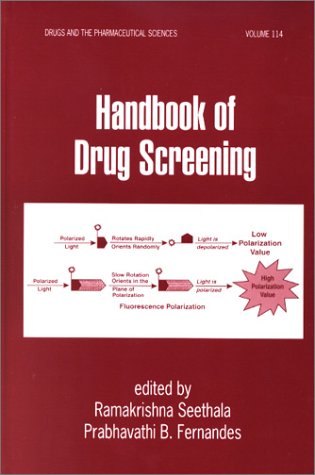 DRUGS AND THE PHARMACEUTICAL SCIENCES VOLUME 114
Handbook of
Drug Screening
Polarized
Light
Rotates Rapidly
Orients Randomly
Light is
depolarized
Low
Polarization
Value
Polarized
Light
Slow Rotation
Orients in the
Plane of
Polarization
Light is
polarized
High
Polarization
Value
Fluorescence Polarization
edited by
Ramakrishna Seethala
Prabhavathi B. Fernandes